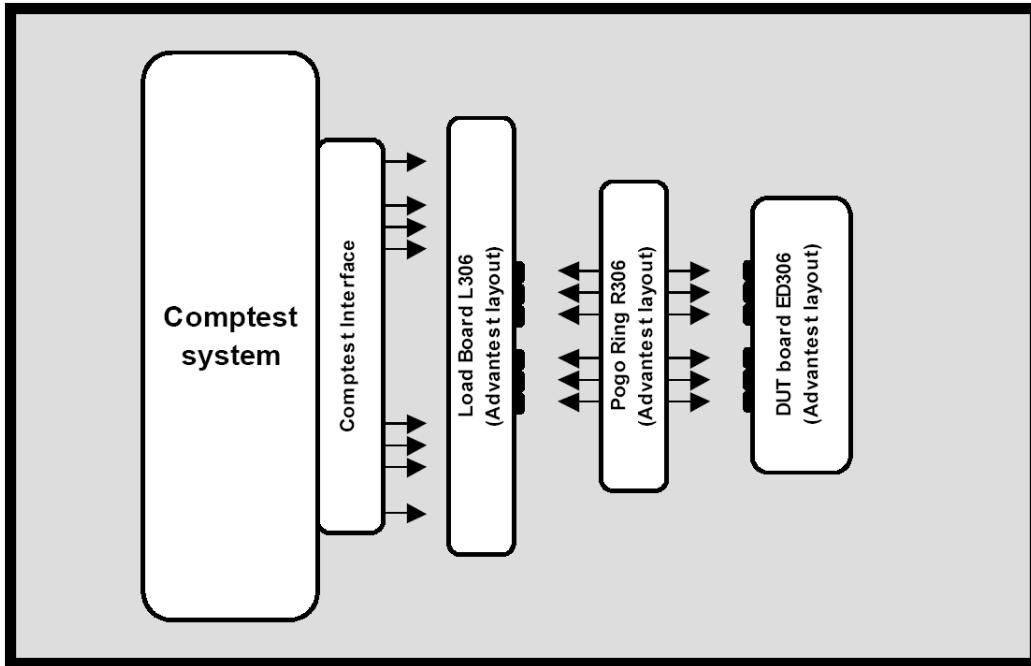 Comptest
system
Comptest Interface
Load Board L306
(Advantest layout)
Pogo Ring R306
(Advantest layout)
DUT board ED306
(Advantest layout)